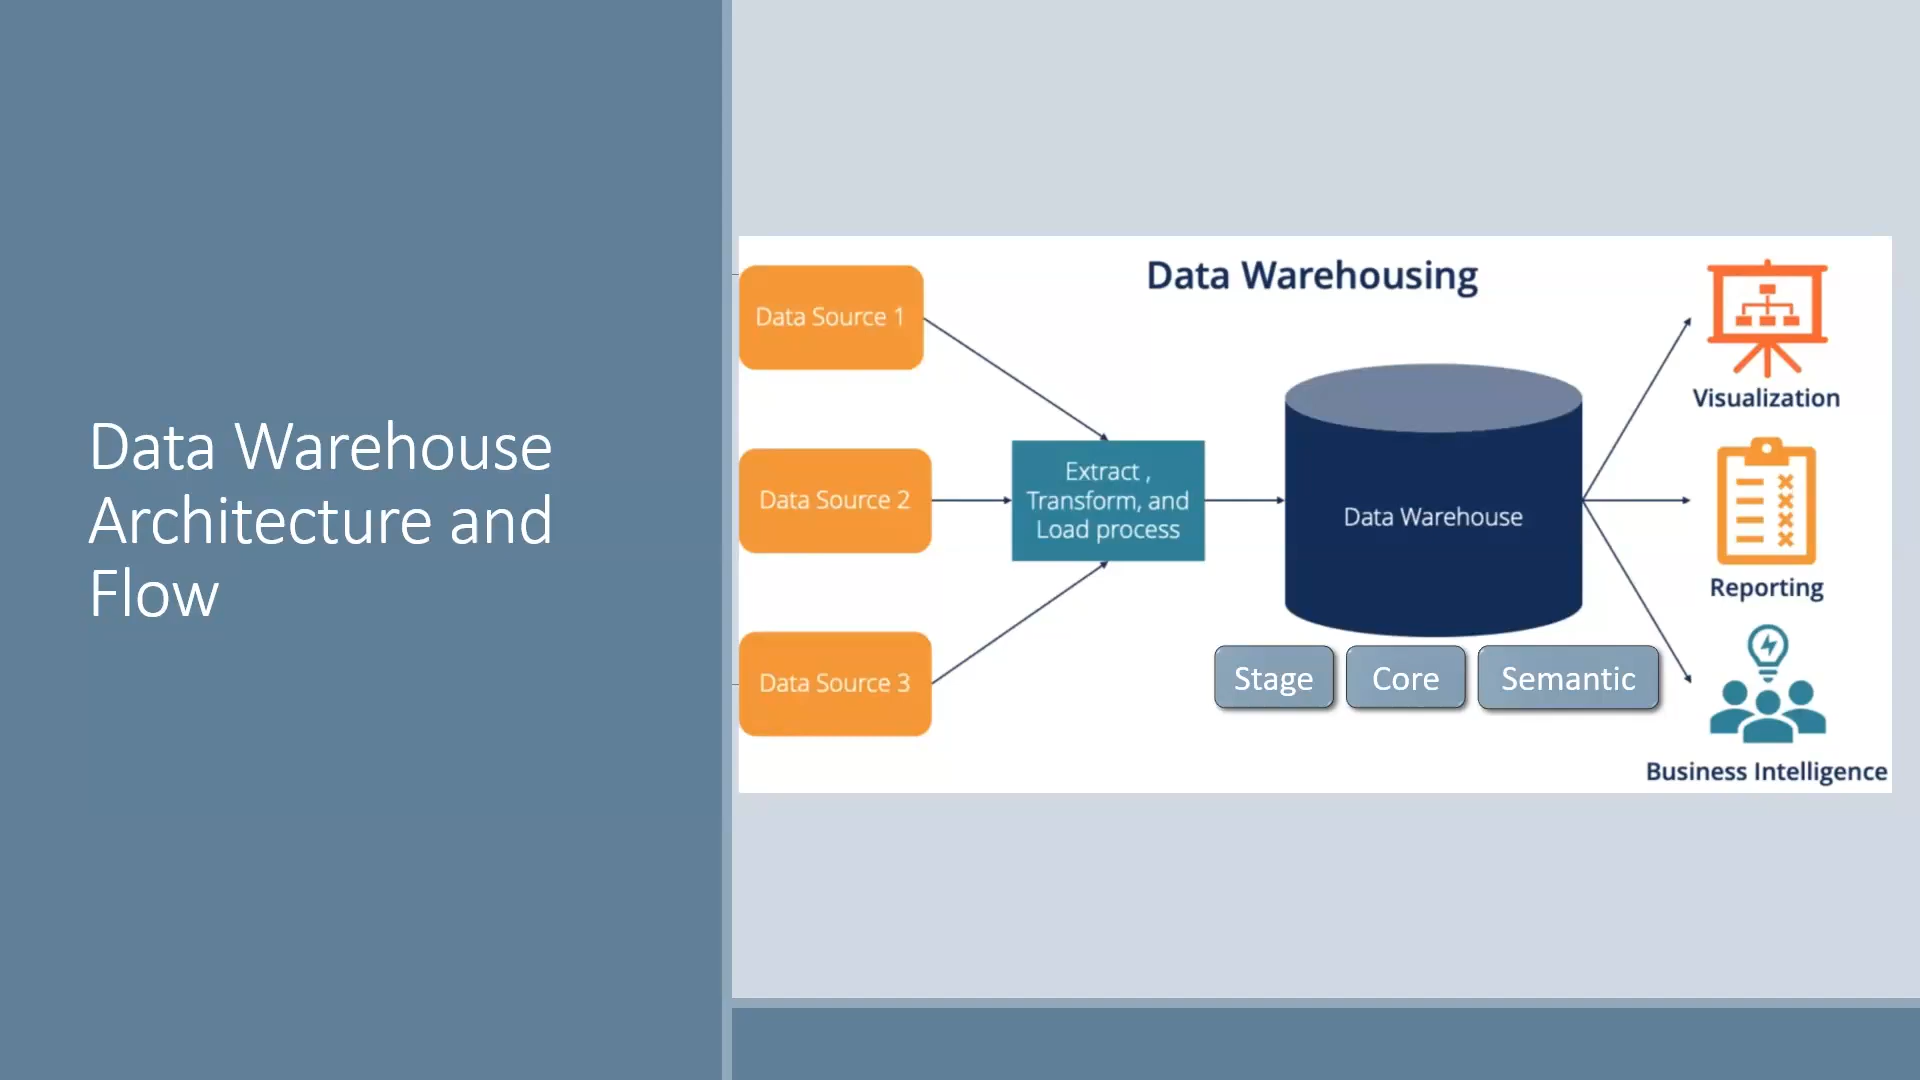 Data Warehouse
Architecture and
Flow
Data Warehousing
Data Source 1
Data Source 2
Data Source 3
Extract ,
Transform, and
Load process
Data Warehouse
Stage
Core
Semantic
Visualization
Reporting
Business Intelligence